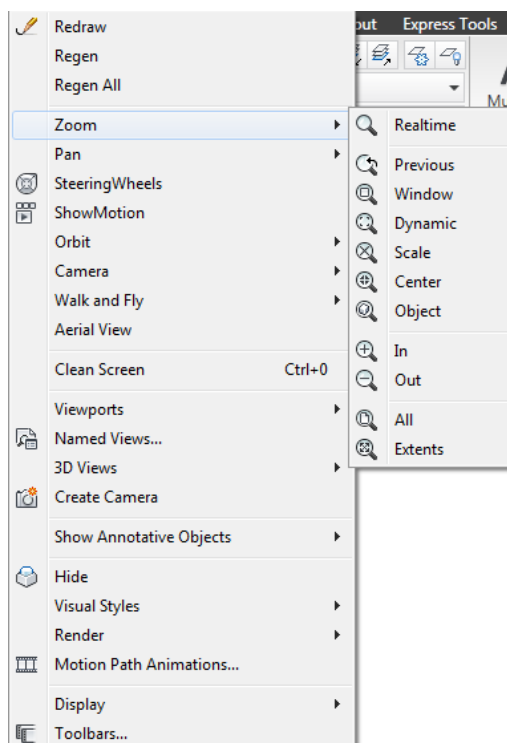 Redraw
Regen
Regen All
Zoom
Pan
SteeringWheels
ShowMotion
Orbit
Camera
Walk and Fly
Aerial View
Clean Screen Ctrl+0
Viewports
Named Views...
3D Views
Create Camera
Show Annotative Objects
Hide
Visual Styles
Render
Motion Path Animations...
Display
Toolbars...
Express Tools
Realtime
Previous
Window
Dynamic
Scale
Center
Object
In
Out
All
Extents